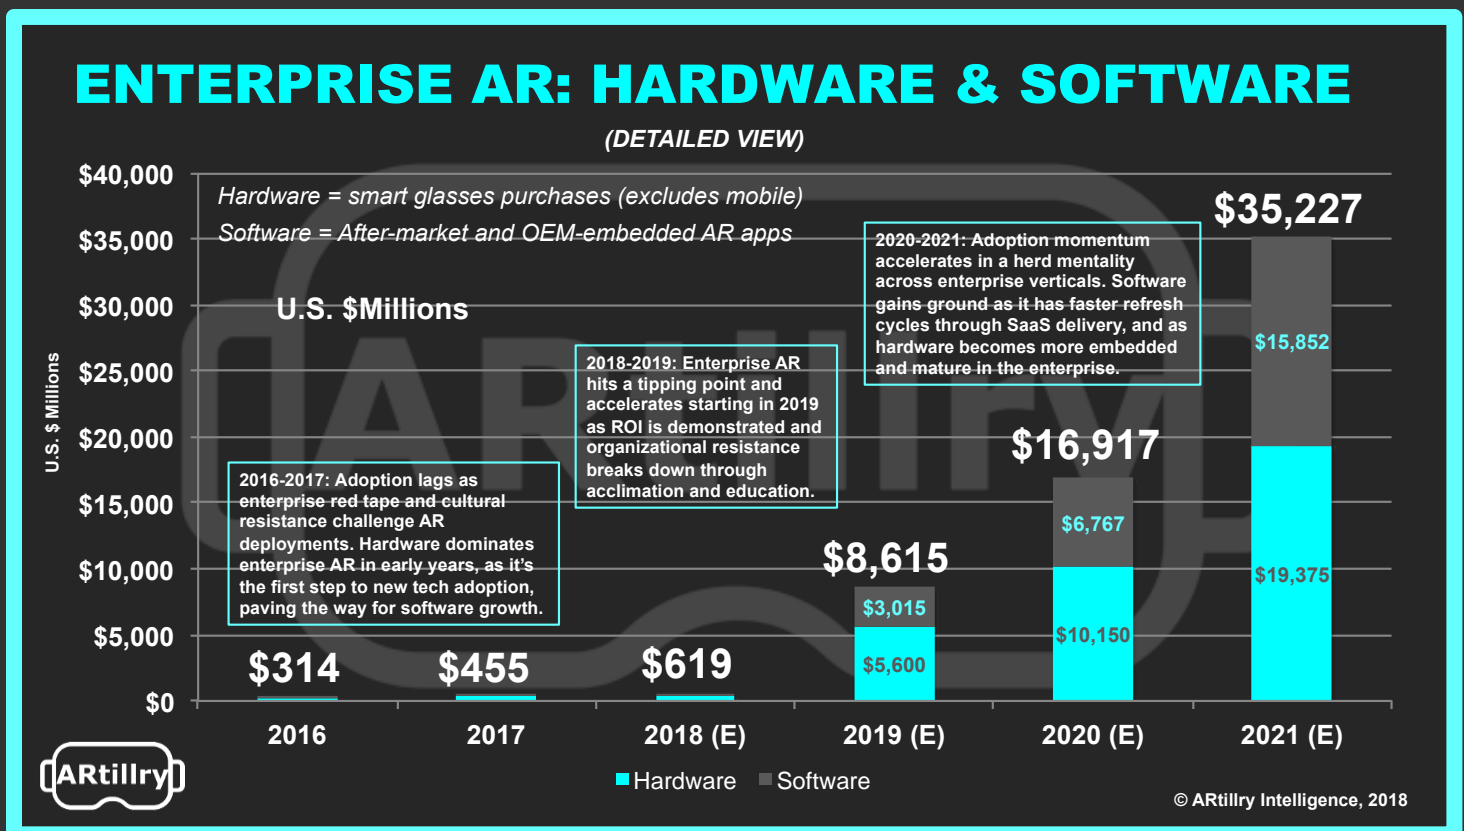 ENTERPRISE AR: HARDWARE & SOFTWARE
(DETAILED VIEW)
Hardware = smart glasses purchases (excludes mobile)
Software = After-market and OEM-embedded AR apps
U.S. $Millions
U.S. $ Millions
$40,000
$35,000
$30,000
$25,000
$20,000
$15,000
$10,000
$5,000
$0
2016-2017: Adoption lags as
enterprise red tape and cultural
resistance challenge AR
deployments. Hardware dominates
enterprise AR in early years, as it’s
the first step to new tech adoption,
paving the way for software growth.
2018-2019: Enterprise AR
hits a tipping point and
accelerates starting in 2019
as ROI is demonstrated and
organizational resistance
breaks down through
acclimation and education.
2020-2021: Adoption momentum
accelerates in a herd mentality
across enterprise verticals. Software
gains ground as it has faster refresh
cycles through SaaS delivery, and as
hardware becomes more embedded
and mature in the enterprise.
$314
$455
$619
$8,615
$3,015
$5,600
$16,917
$6,767
$10,150
$35,227
$15,852
$19,375
2016
2017
2018 (E)
2019 (E)
2020 (E)
2021 (E)
Hardware
Software
ARtillry
ARtillry
© ARtillry Intelligence, 2018